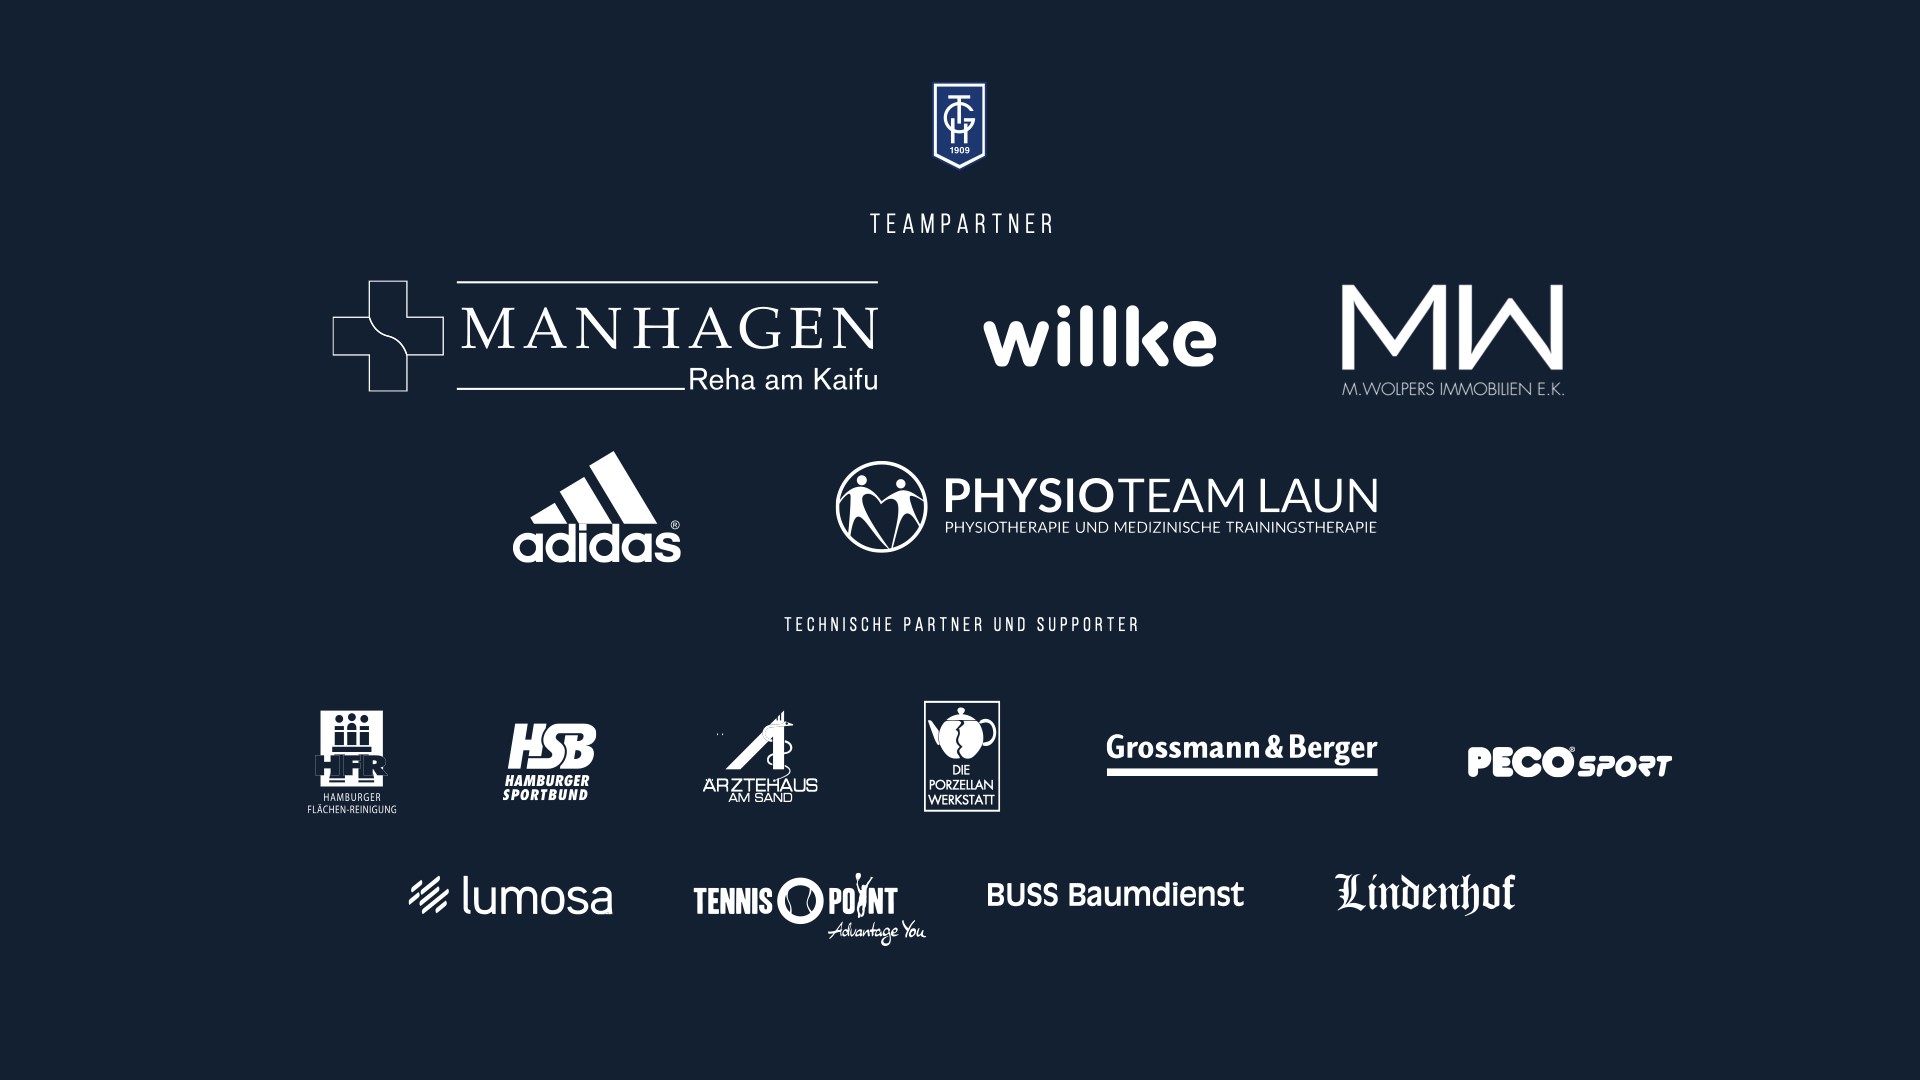 TGH
1909
TEAMPARTNER
MANHAGEN
Reha am Kaifu
willke
MW
M.WOLPERS IMMOBILIEN E.K.
adidas®
PHYSIOTEAM LAUN
PHYSIOTHERAPIE UND MEDIZINISCHE TRAININGSTHERAPIE
TECHNISCHE PARTNER UND SUPPORTER
HFR
HAMBURGER
FLÄCHEN-REINIGUNG
HSB
HAMBURGER
SPORTBUND
ÄRZTEHAUS
AM SAND
DIE
PORZELLAN
WERKSTATT
Grossmann & Berger
PECO® SPORT
lumosa
TENNIS POINT
Advantage You
BUSS Baumdienst
Lindenhof